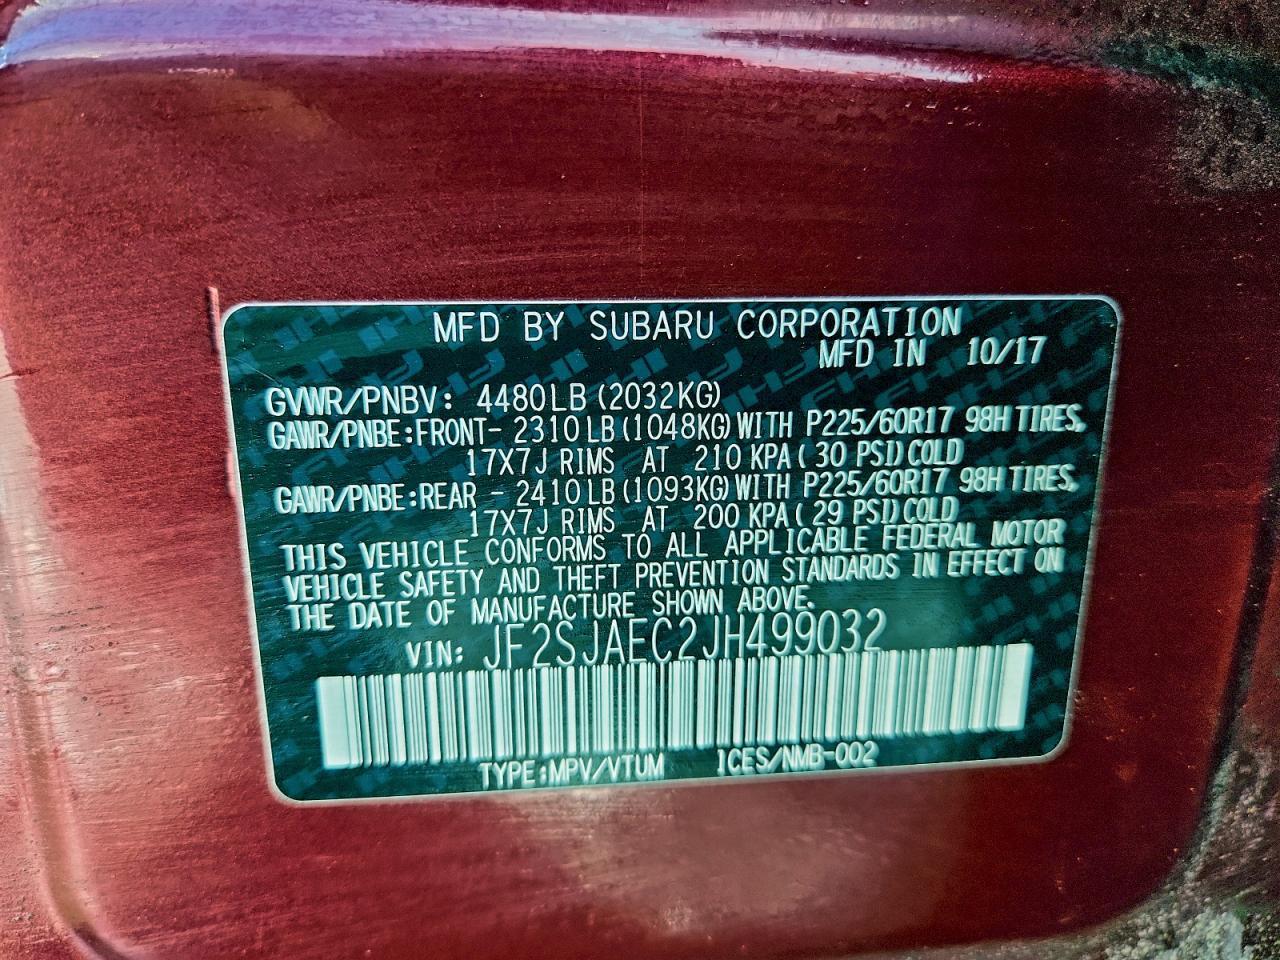 MFD BY SUBARU CORPORATION
MFD IN 10/17
GVWR/PNBV: 4480LB (2032KG)
GAWR/PNBE:FRONT- 2310LB(1048KG) WITH P225/60R17 98H TIRES,
17X7J RIMS AT 210 KPA( 30 PSI) COLD
GAWR/PNBE:REAR - 2410LB(1093KG) WITH P225/60R17 98H TIRES,
17X7J RIMS AT 200 KPA( 29 PSI) COLD
THIS VEHICLE CONFORMS TO ALL APPLICABLE FEDERAL MOTOR
VEHICLE SAFETY AND THEFT PREVENTION STANDARDS IN EFFECT ON
THE DATE OF MANUFACTURE SHOWN ABOVE.
VIN: JF2SJAEC2JH499032
TYPE:MPV/VTUM ICES/NMB-002